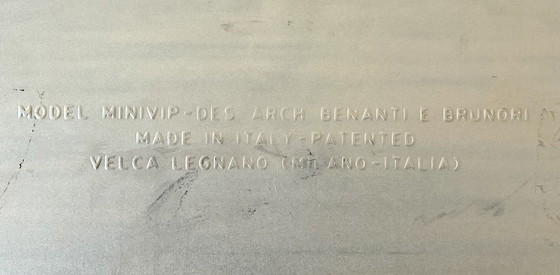 MODEL MINIVIP-DES. ARCH. BENANTI E BRUNORI
MADE IN ITALY-PATENTED
VELCA LEGNANO (MILANO-ITALIA)